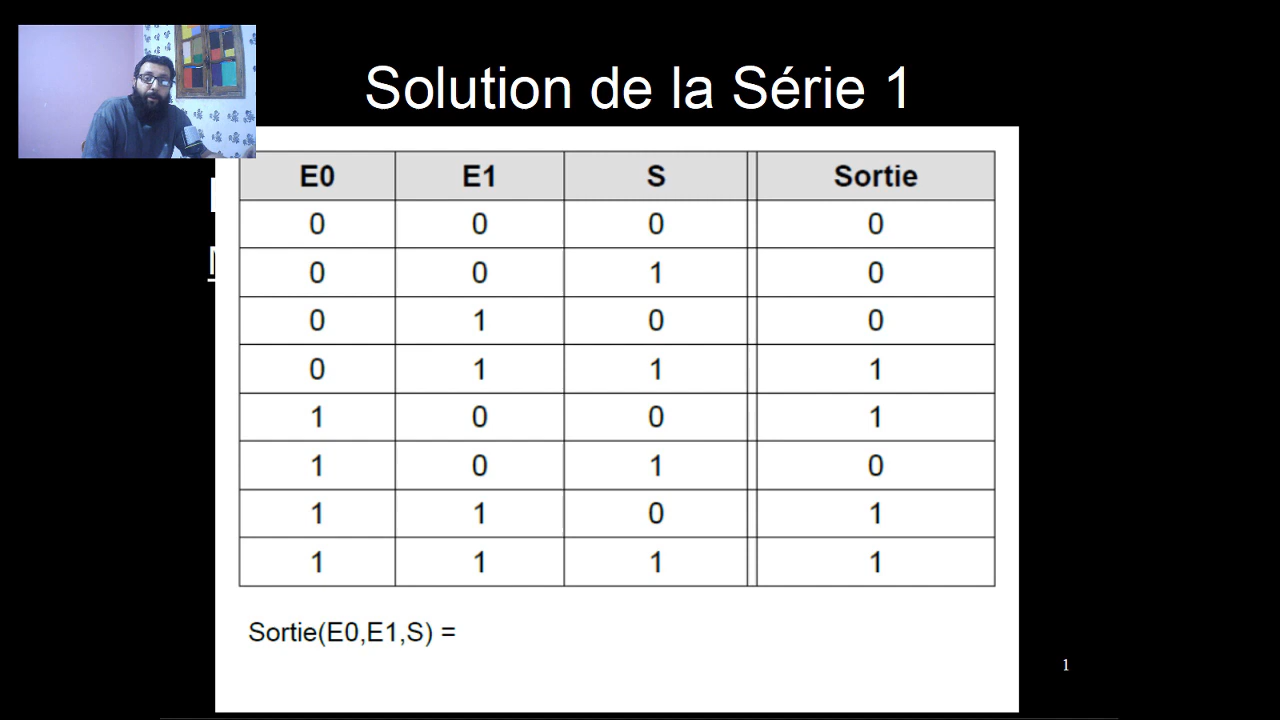 Solution de la Série 1
E0 E1 S Sortie
0 0 0 0
0 0 1 0
0 1 0 0
0 1 1 1
1 0 0 1
1 0 1 0
1 1 0 1
1 1 1 1
Sortie(E0,E1,S) =
1